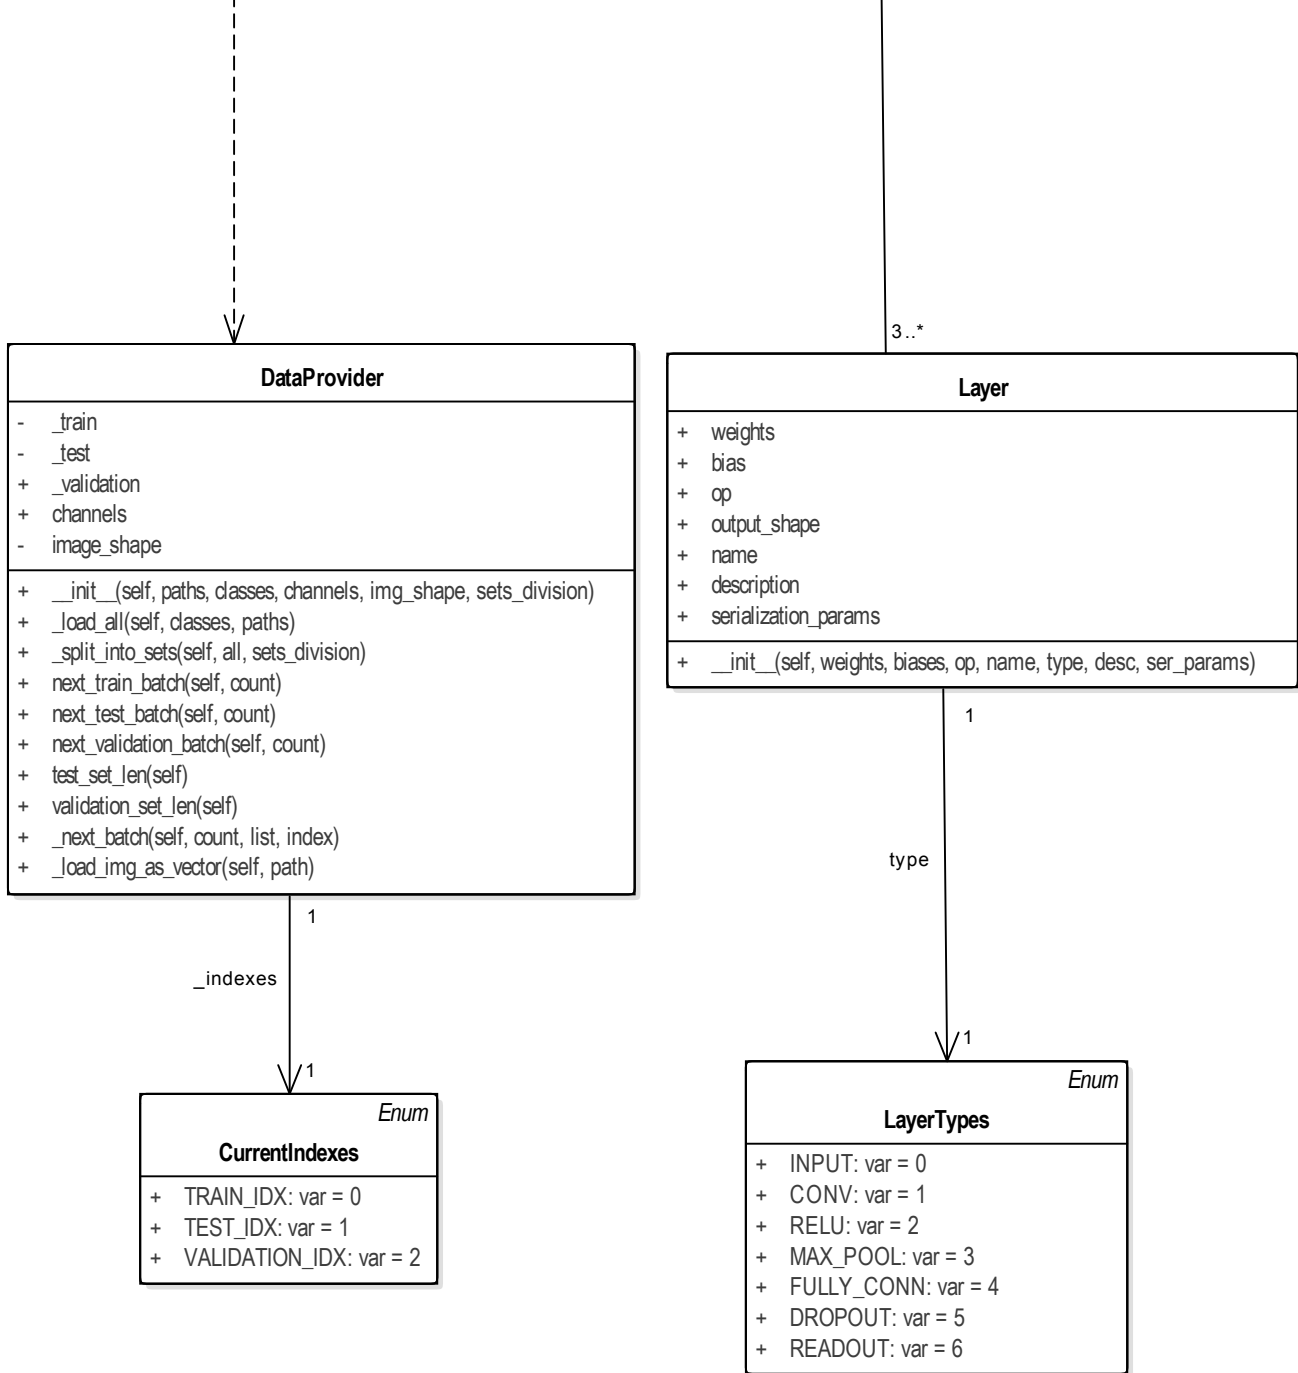 DataProvider
- _train
- _test
+ _validation
+ channels
- image_shape
+ __init__(self, paths, classes, channels, img_shape, sets_division)
+ _load_all(self, classes, paths)
+ _split_into_sets(self, all, sets_division)
+ next_train_batch(self, count)
+ next_test_batch(self, count)
+ next_validation_batch(self, count)
+ test_set_len(self)
+ validation_set_len(self)
+ _next_batch(self, count, list, index)
+ _load_img_as_vector(self, path)
1
_indexes
1
Enum
CurrentIndexes
+ TRAIN_IDX: var = 0
+ TEST_IDX: var = 1
+ VALIDATION_IDX: var = 2
3..*
Layer
+ weights
+ bias
+ op
+ output_shape
+ name
+ description
+ serialization_params
+ __init__(self, weights, biases, op, name, type, desc, ser_params)
1
type
1
Enum
LayerTypes
+ INPUT: var = 0
+ CONV: var = 1
+ RELU: var = 2
+ MAX_POOL: var = 3
+ FULLY_CONN: var = 4
+ DROPOUT: var = 5
+ READOUT: var = 6